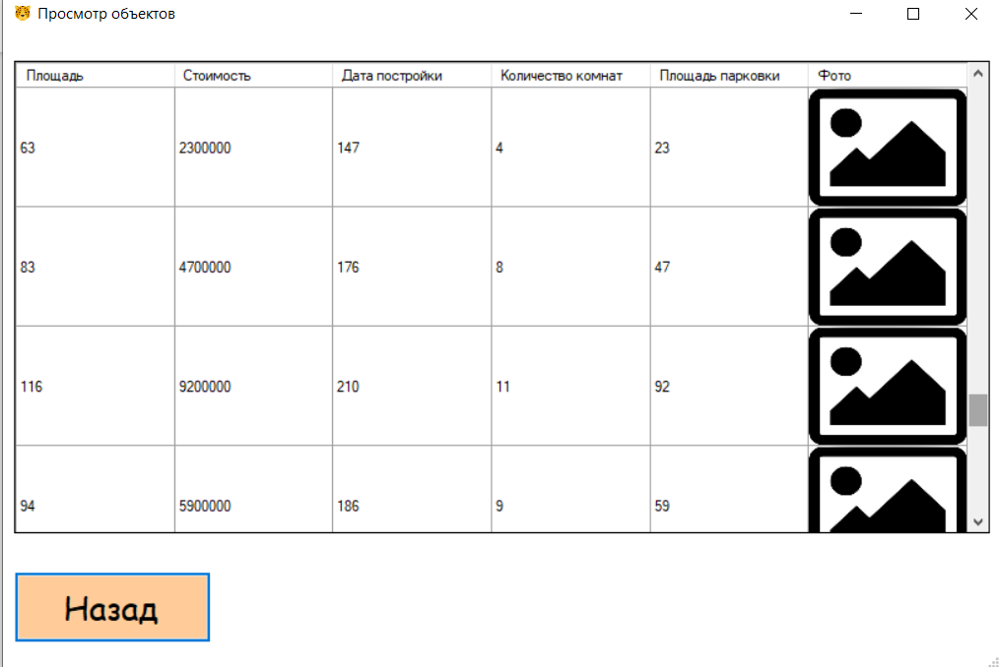 Просмотр объектов
Площадь Стоимость Дата постройки Количество комнат Площадь парковки Фото
63 2300000 147 4 23
83 4700000 176 8 47
116 9200000 210 11 92
94 5900000 186 9 59
Назад